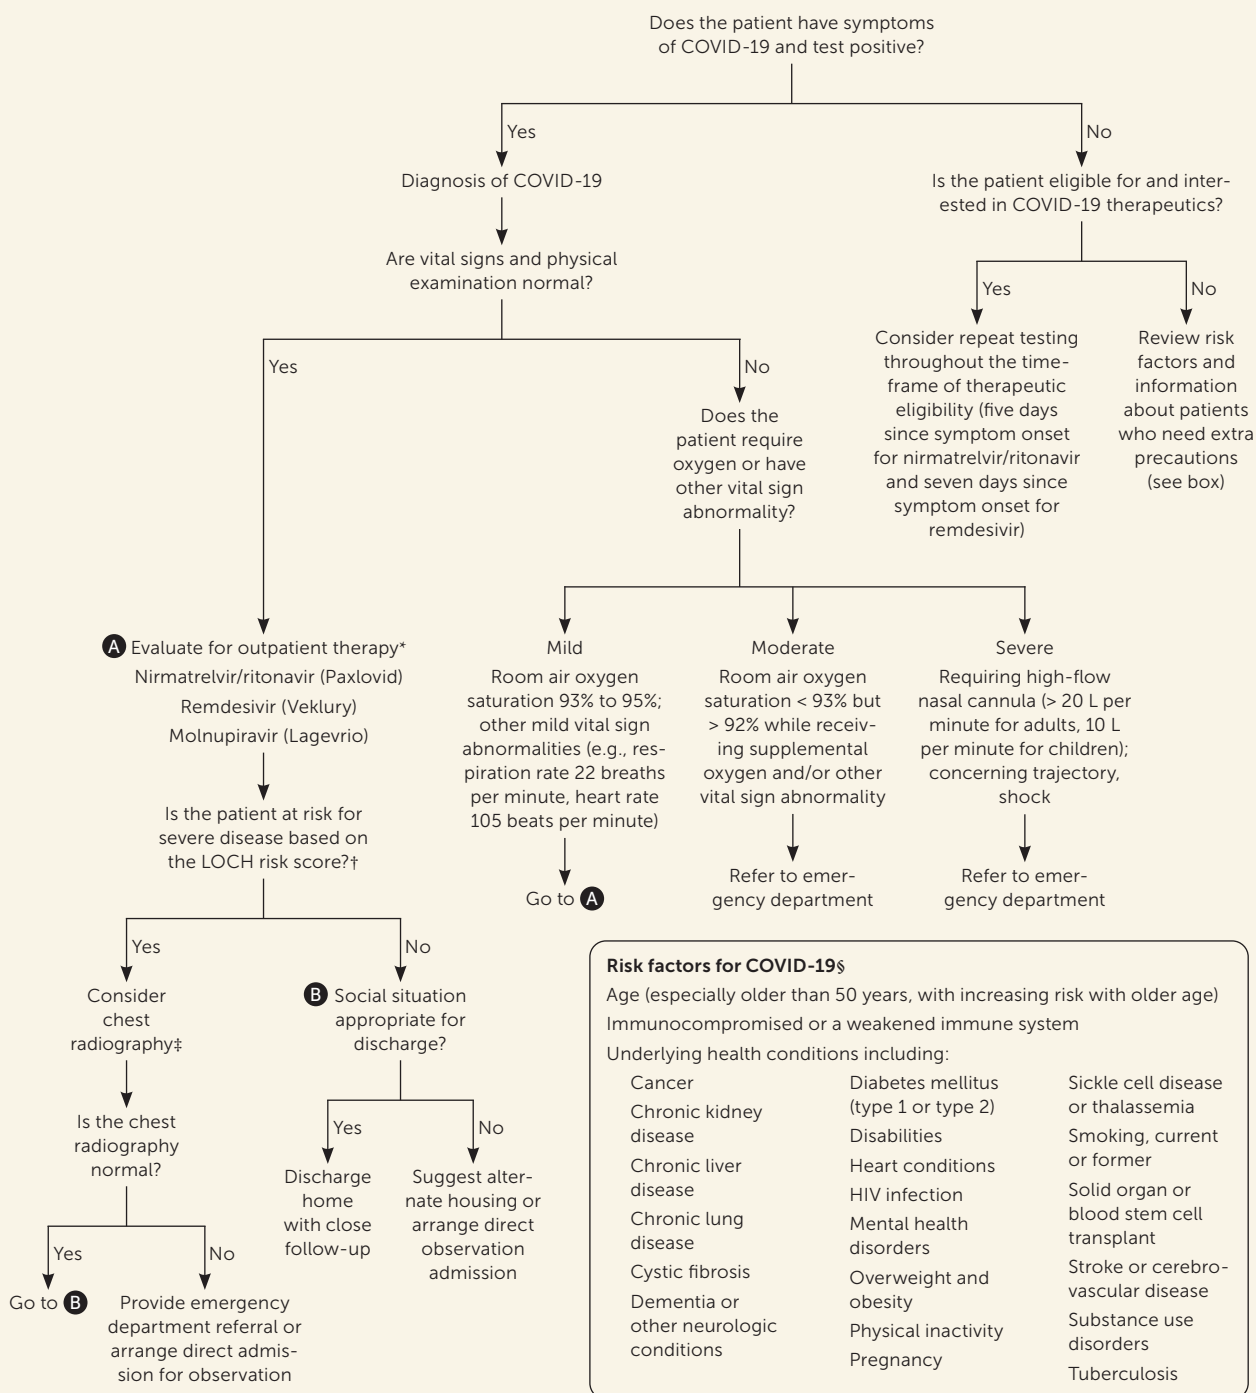 Does the patient have symptoms
of COVID-19 and test positive?
Yes
No
Diagnosis of COVID-19
Is the patient eligible for and inter-
ested in COVID-19 therapeutics?
Are vital signs and physical
examination normal?
Yes
No
Consider repeat testing
throughout the time-
frame of therapeutic
eligibility (five days
since symptom onset
for nirmatrelvir/ritonavir
and seven days since
symptom onset for
remdesivir)
Review risk
factors and
information
about patients
who need extra
precautions
(see box)
Yes
No
Does the
patient require
oxygen or have
other vital sign
abnormality?
A Evaluate for outpatient therapy*
Nirmatrelvir/ritonavir (Paxlovid)
Remdesivir (Veklury)
Molnupiravir (Lagevrio)
Mild
Room air oxygen
saturation 93% to 95%;
other mild vital sign
abnormalities (e.g., res-
piration rate 22 breaths
per minute, heart rate
105 beats per minute)
Go to A
Moderate
Room air oxygen
saturation < 93% but
> 92% while receiv-
ing supplemental
oxygen and/or other
vital sign abnormality
Refer to emer-
gency department
Severe
Requiring high-flow
nasal cannula (> 20 L per
minute for adults, 10 L
per minute for children);
concerning trajectory,
shock
Refer to emer-
gency department
Is the patient at risk for
severe disease based on
the LOCH risk score?†
Yes
No
Consider
chest
radiography‡
B Social situation
appropriate for
discharge?
Is the chest
radiography
normal?
Yes
No
Discharge
home
with close
follow-up
Suggest alter-
nate housing or
arrange direct
observation
admission
Yes
No
Go to B
Provide emergency
department referral or
arrange direct admis-
sion for observation
Risk factors for COVID-19§
Age (especially older than 50 years, with increasing risk with older age)
Immunocompromised or a weakened immune system
Underlying health conditions including:
Cancer
Chronic kidney
disease
Chronic liver
disease
Chronic lung
disease
Cystic fibrosis
Dementia or
other neurologic
conditions
Diabetes mellitus
(type 1 or type 2)
Disabilities
Heart conditions
HIV infection
Mental health
disorders
Overweight and
obesity
Physical inactivity
Pregnancy
Sickle cell disease
or thalassemia
Smoking, current
or former
Solid organ or
blood stem cell
transplant
Stroke or cerebro-
vascular disease
Substance use
disorders
Tuberculosis